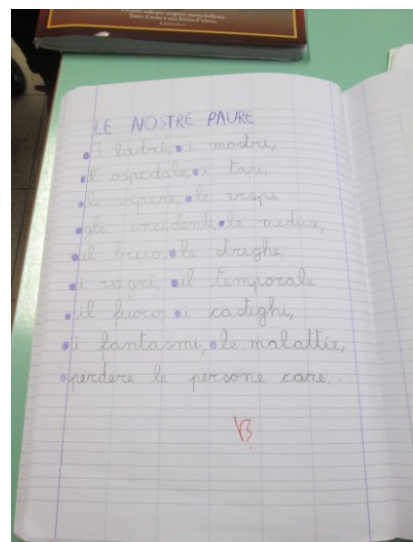 LE NOSTRE PAURE
• I ladri, • i mostri,
• l'ospedale, • i topi,
• le vipere, • le vespe
• gli incidenti, • le meduse,
• il buio, • le streghe,
• i ragni, • il temporale
• il fuoco, • i castighi,
• i fantasmi, • le malattie,
• perdere le persone care.
B